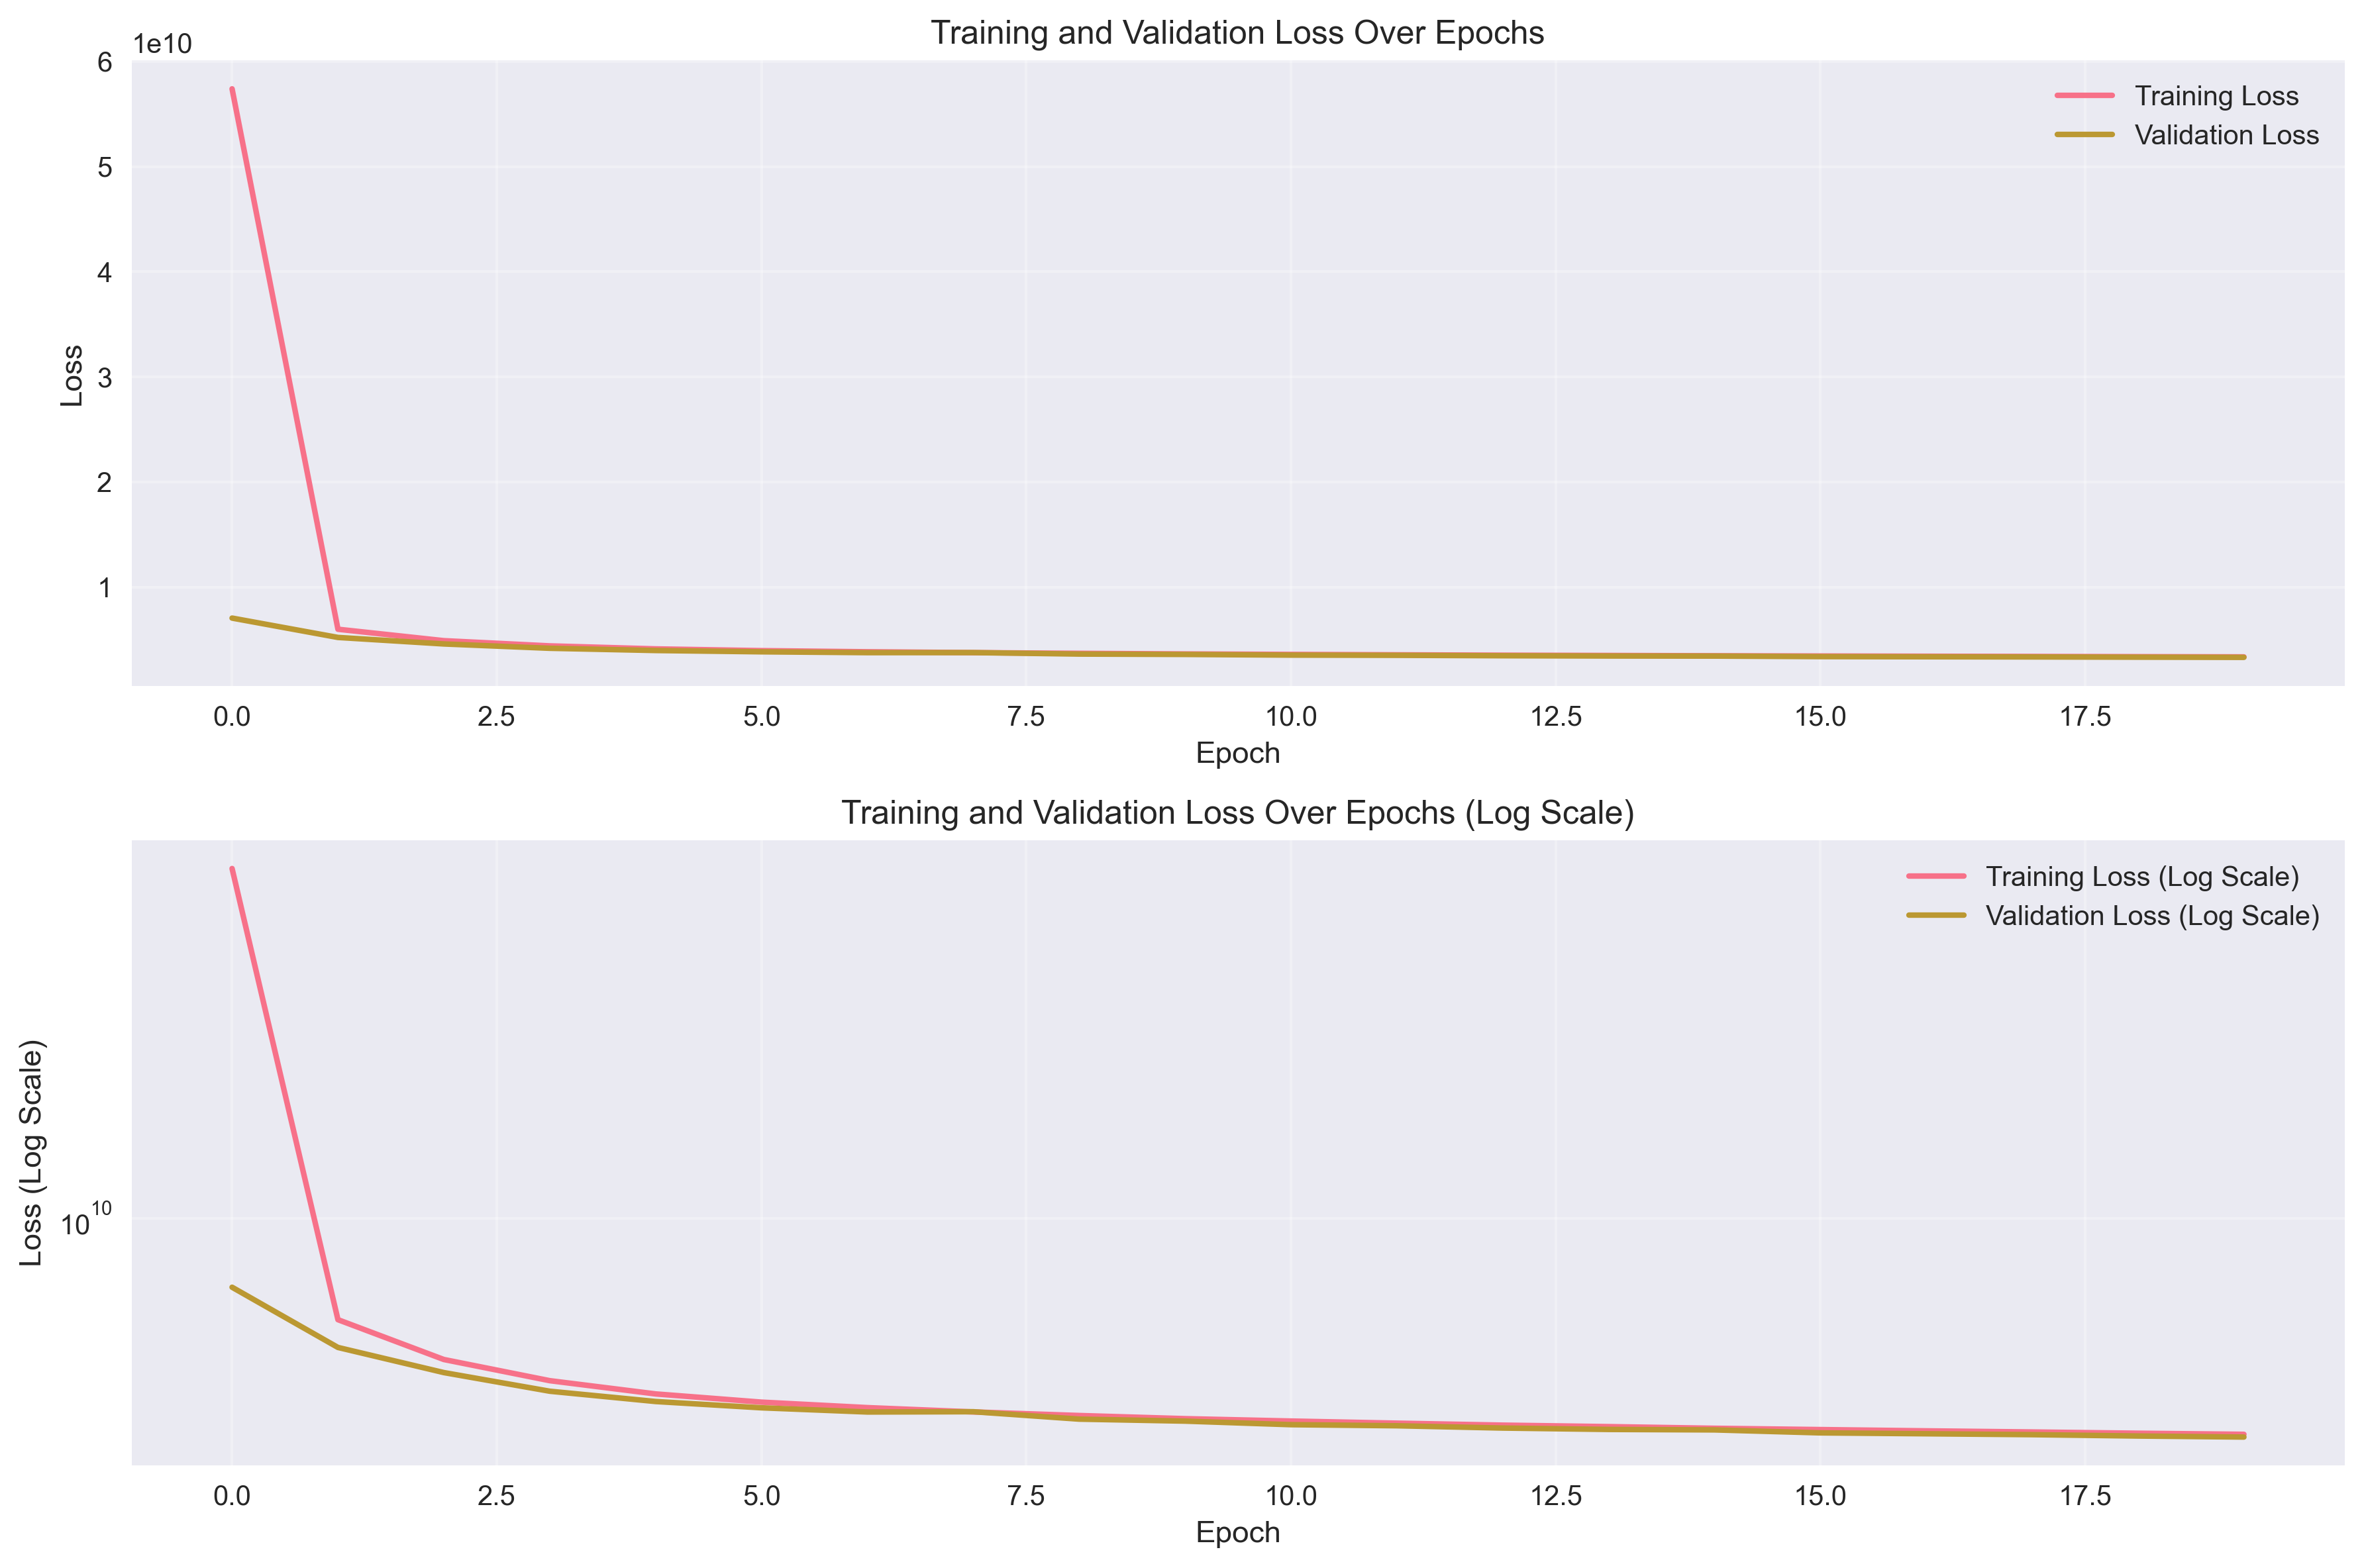 Training and Validation Loss Over Epochs
1e10
6
5
4
3
2
1
Loss
Training Loss
Validation Loss
0.0 2.5 5.0 7.5 10.0 12.5 15.0 17.5
Epoch
Training and Validation Loss Over Epochs (Log Scale)
Loss (Log Scale)
10^10
Training Loss (Log Scale)
Validation Loss (Log Scale)
0.0 2.5 5.0 7.5 10.0 12.5 15.0 17.5
Epoch